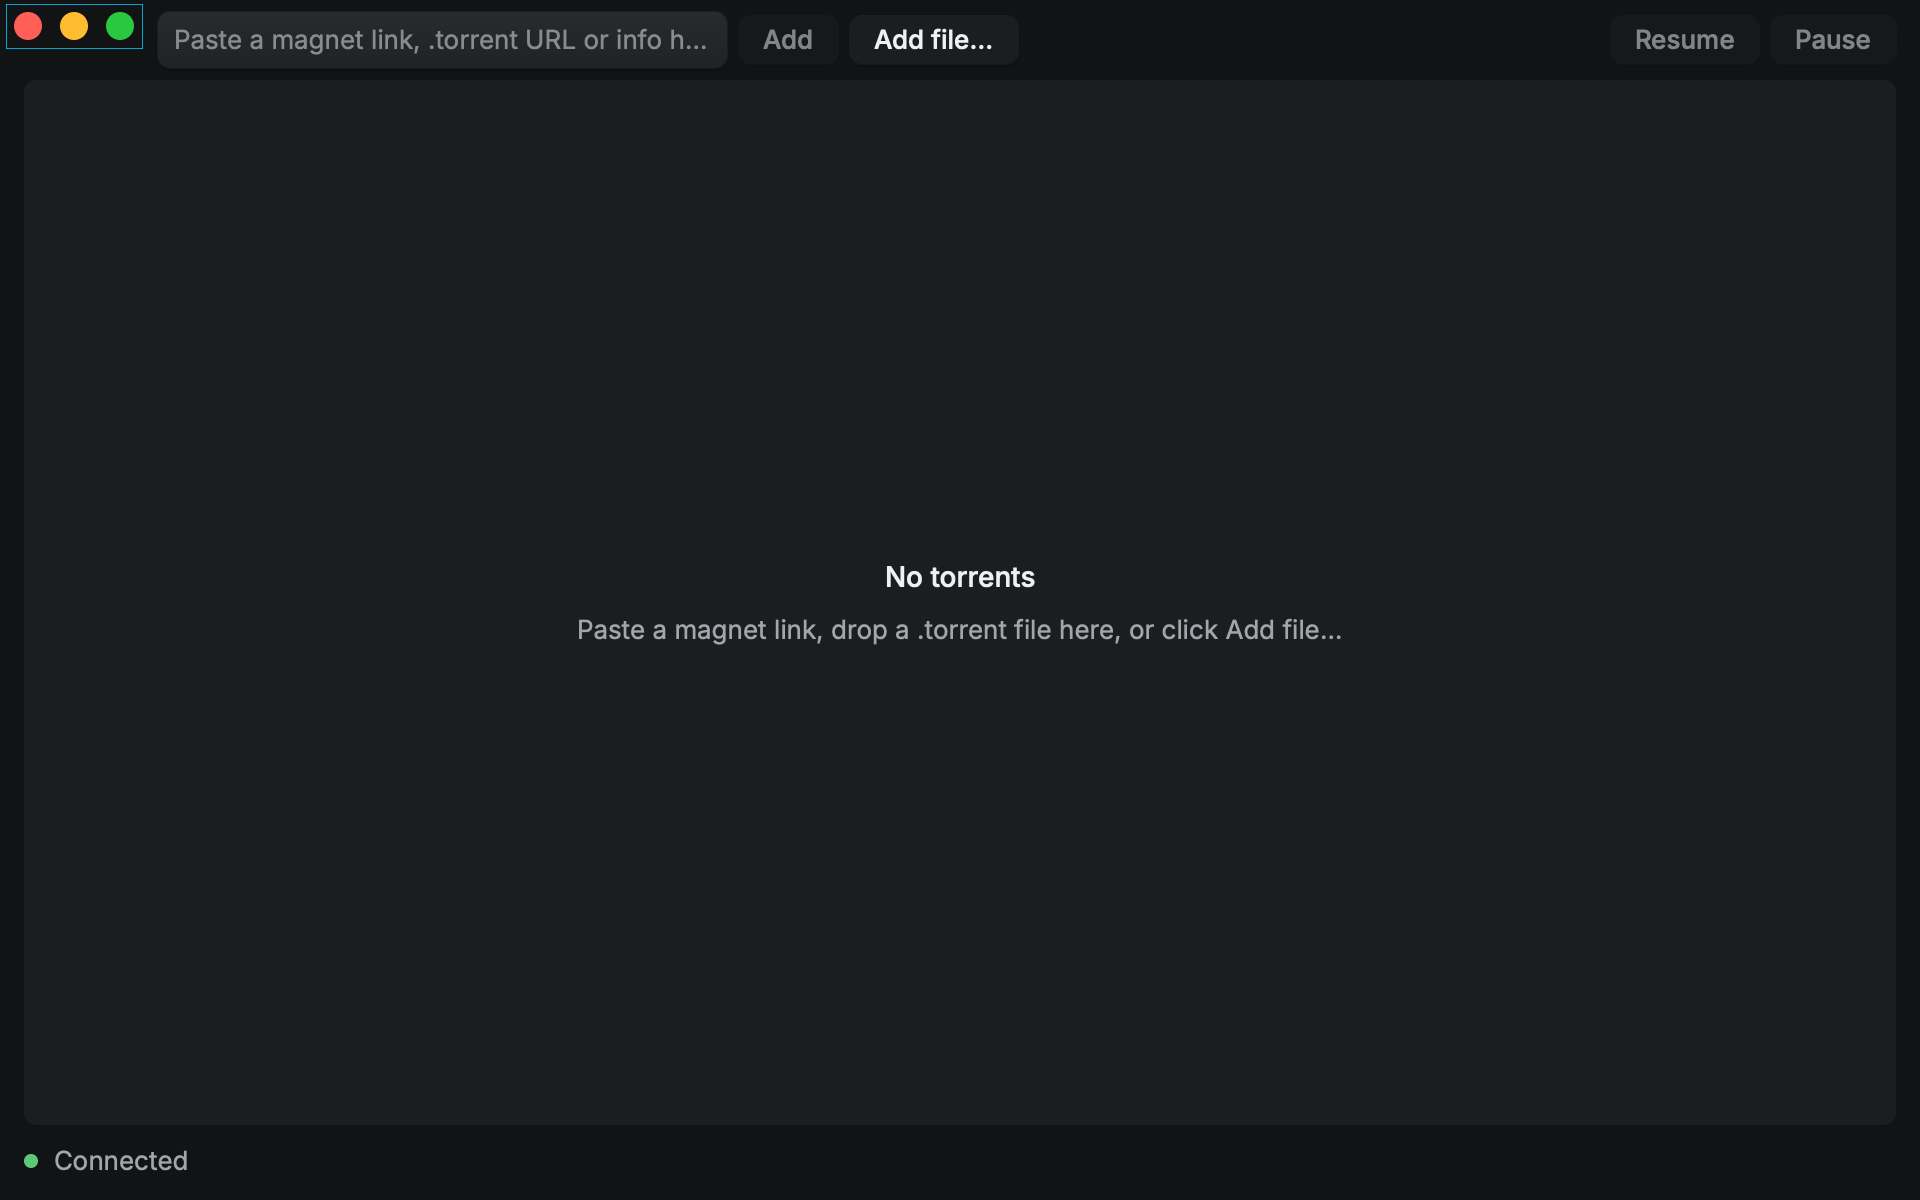 Paste a magnet link, .torrent URL or info h...
Add
Add file...
Resume
Pause
No torrents
Paste a magnet link, drop a .torrent file here, or click Add file...
Connected